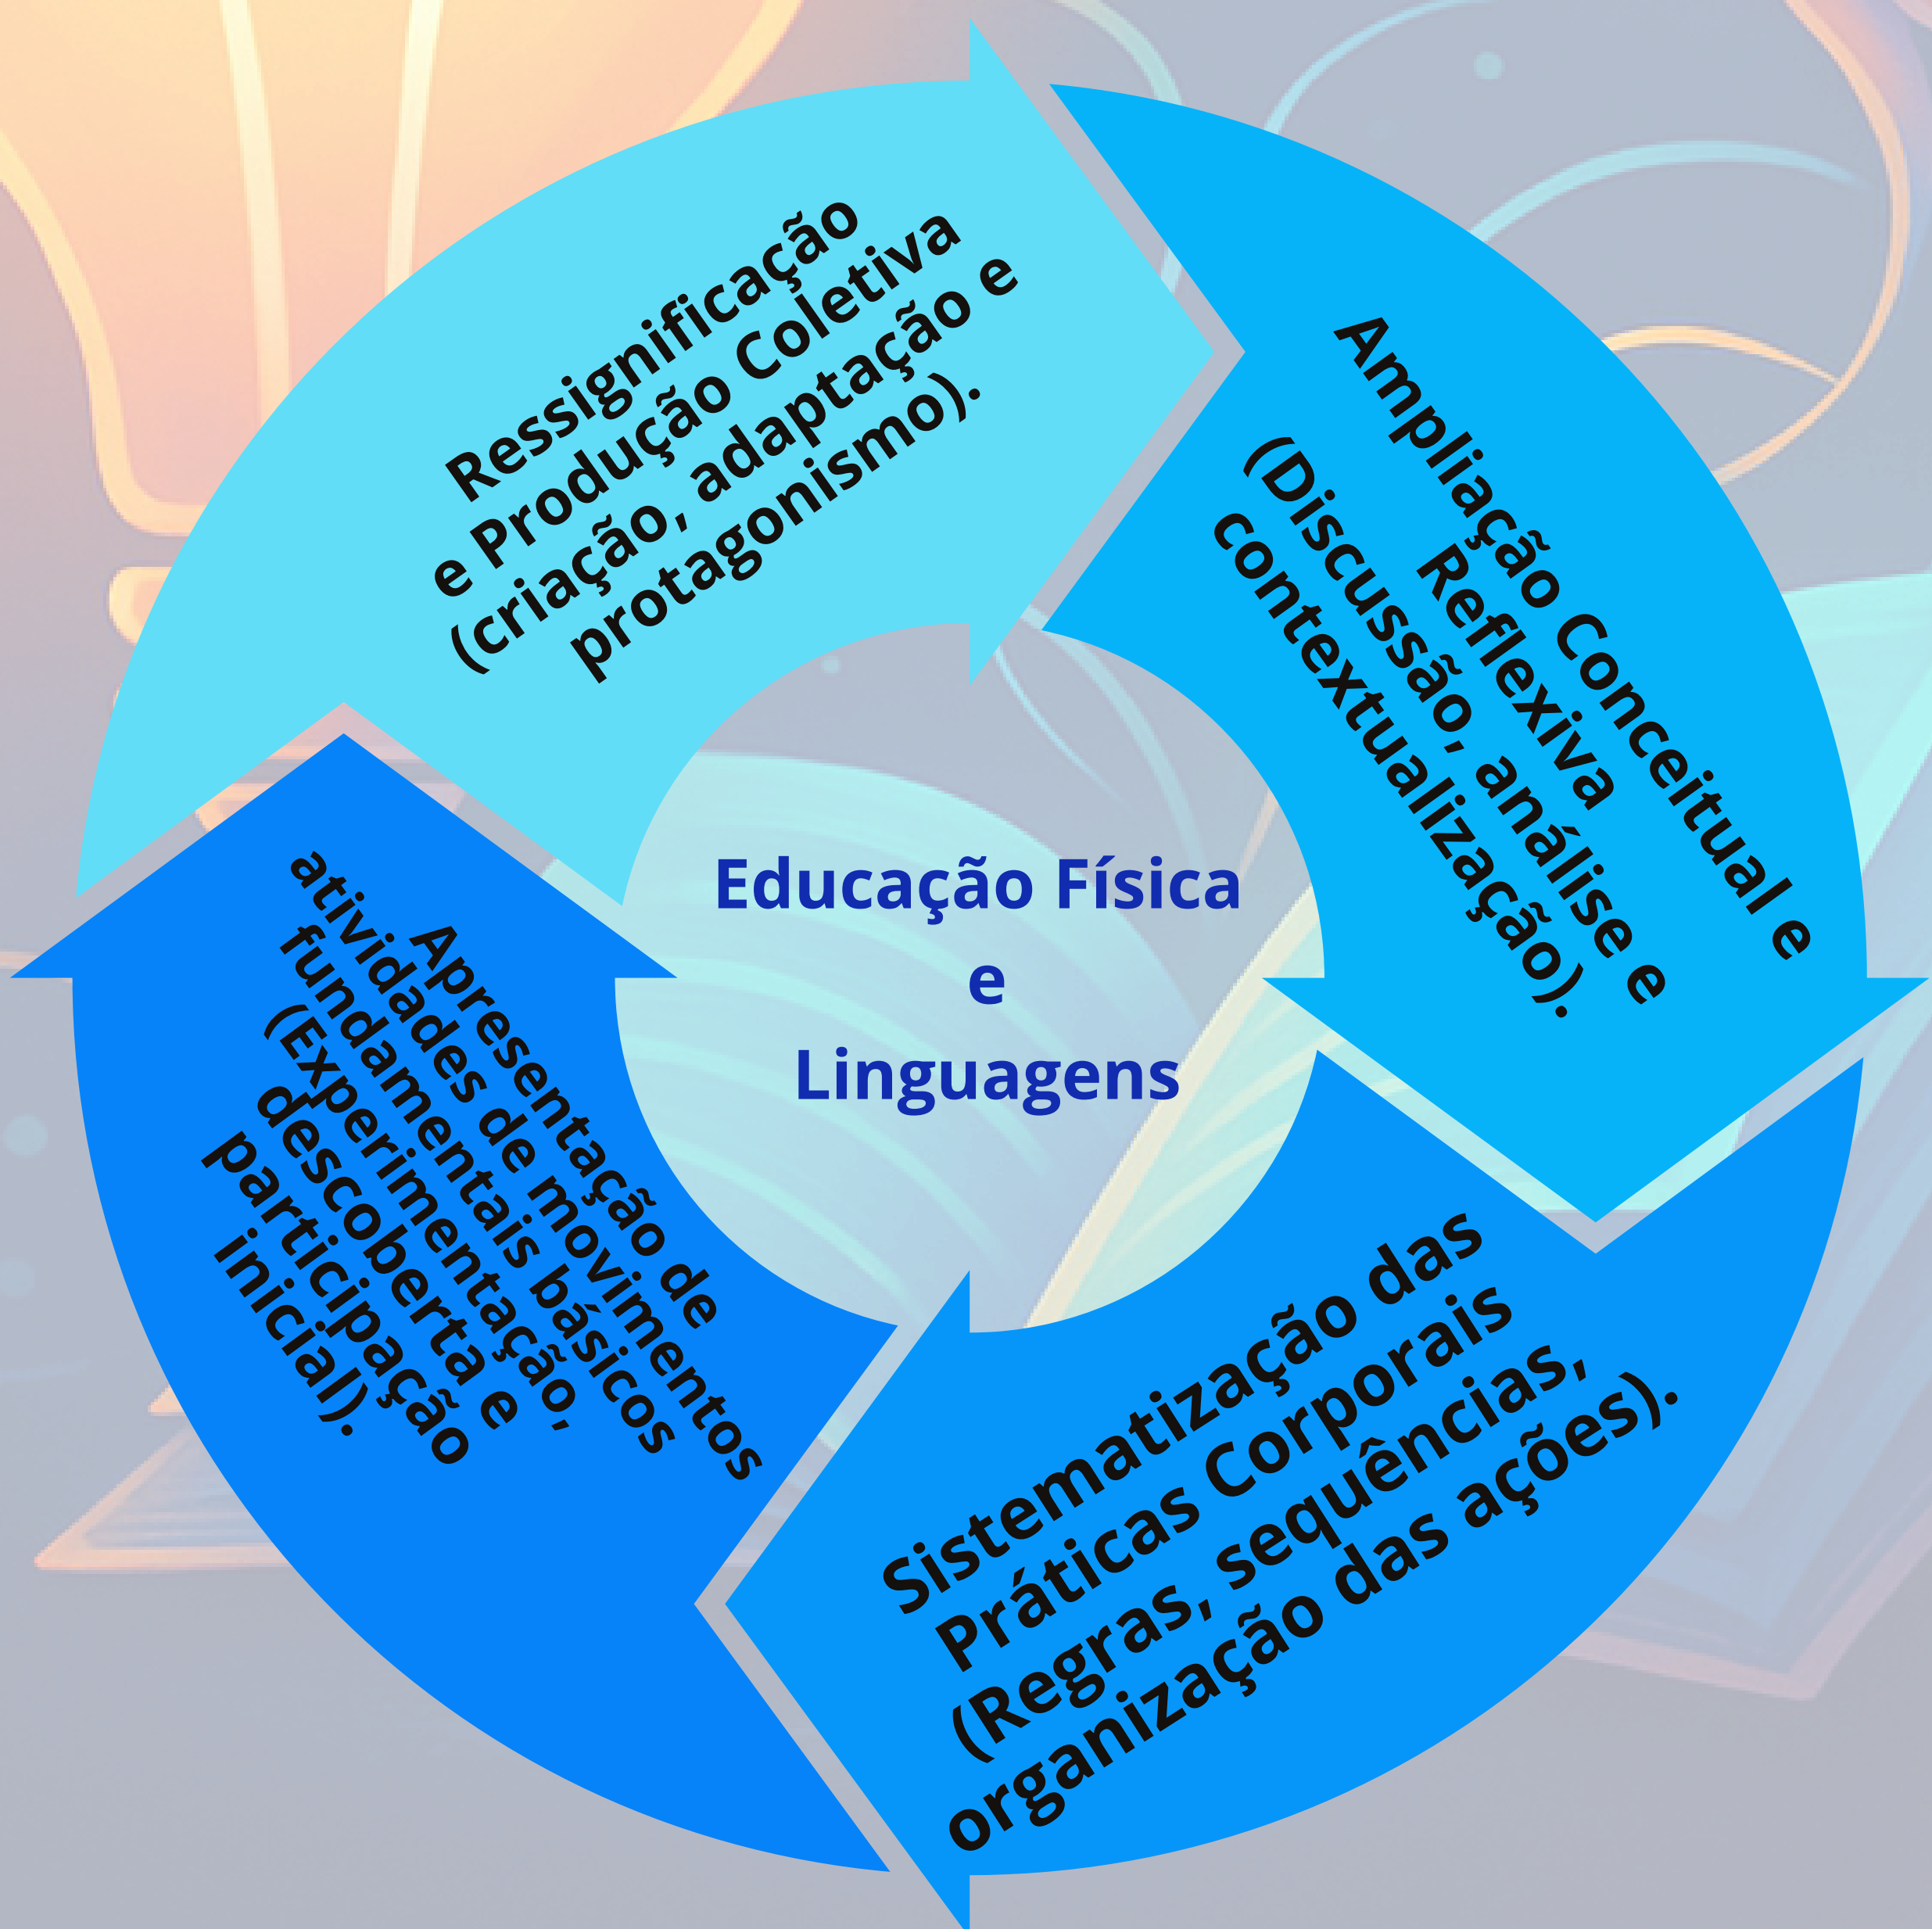 Ressignificação
e Produção Coletiva
(criação, adaptação e
protagonismo).
Ampliação Conceitual e
Reflexiva
(Discussão, análise e
contextualização).
Educação Física
e
Linguagens
Apresentação de
atividades de movimentos
fundamentais básicos
(Experimentação,
descoberta e
participação
inicial).
Sistematização das
Práticas Corporais
(Regras, sequências,
organização das ações).